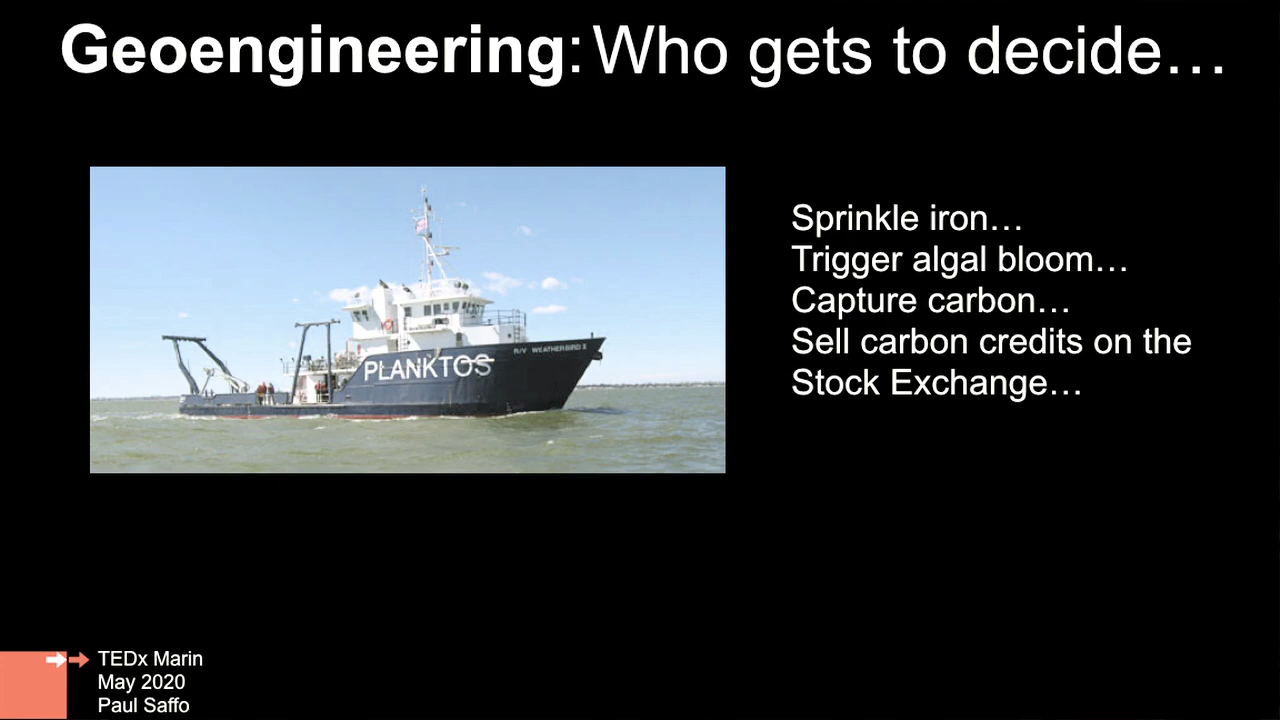 Geoengineering: Who gets to decide…
PLANKTOS
R/V WEATHERBIRD II
Sprinkle iron…
Trigger algal bloom…
Capture carbon…
Sell carbon credits on the
Stock Exchange…
TEDx Marin
May 2020
Paul Saffo